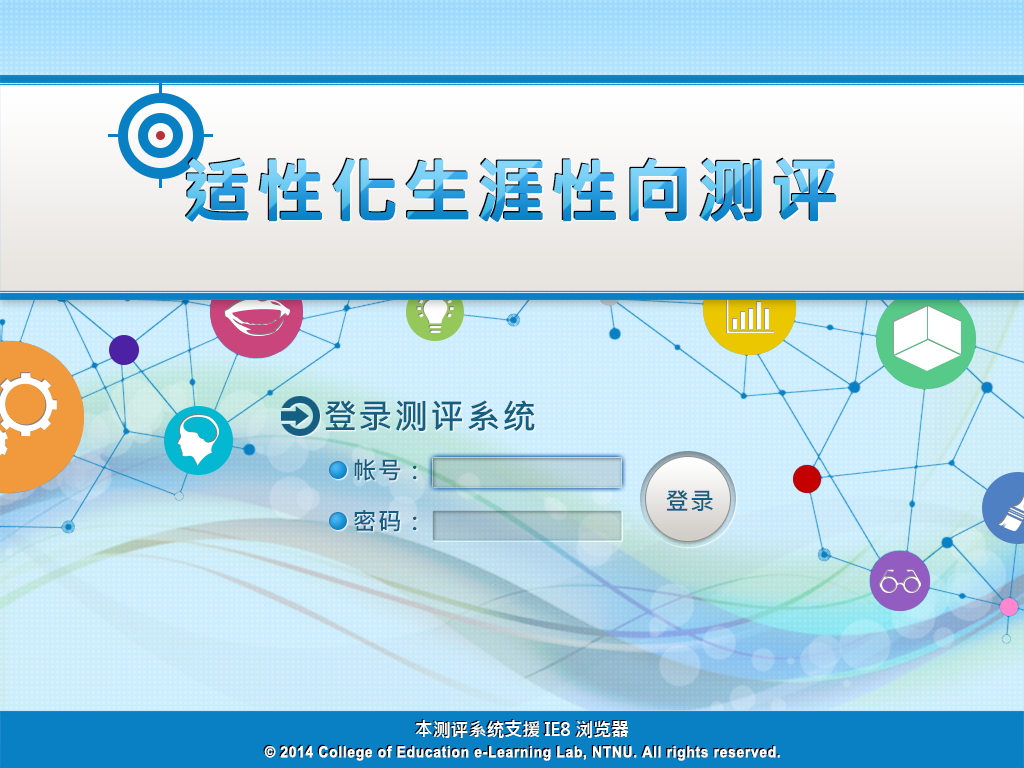 适性化生涯性向测评
登录测评系统
帐号：
密码：
登录
本测评系统支援 IE8 浏览器
© 2014 College of Education e-Learning Lab, NTNU. All rights reserved.